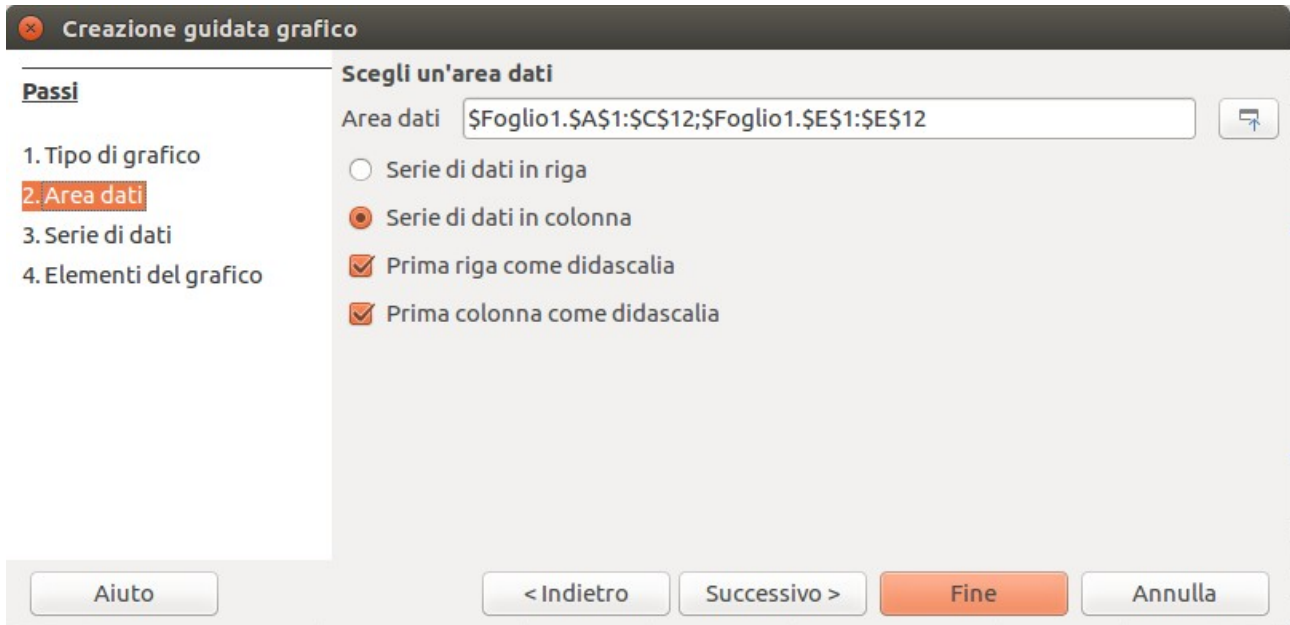 Creazione guidata grafico
Passi
1. Tipo di grafico
2. Area dati
3. Serie di dati
4. Elementi del grafico
Scegli un'area dati
Area dati $Foglio1.$A$1:$C$12;$Foglio1.$E$1:$E$12
Serie di dati in riga
Serie di dati in colonna
Prima riga come didascalia
Prima colonna come didascalia
Aiuto
< Indietro
Successivo >
Fine
Annulla